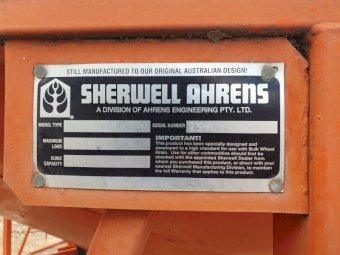 STILL MANUFACTURED TO OUR ORIGINAL AUSTRALIAN DESIGN!
SHERWELL AHRENS
A DIVISION OF AHRENS ENGINEERING PTY. LTD.
MODEL TYPE
SERIAL NUMBER
MAXIMUM
LOAD
CUBIC
CAPACITY
IMPORTANT!
This product has been specially designed and
developed to a high standard for use with Bulk Wheat
Grain. Use for other commodities should first be
checked with the appointed Sherwell Dealer from
whom you purchased this product, or direct with your
nearest Sherwell Manufacturing Division, to maintain
the full Warranty that applies to this product.